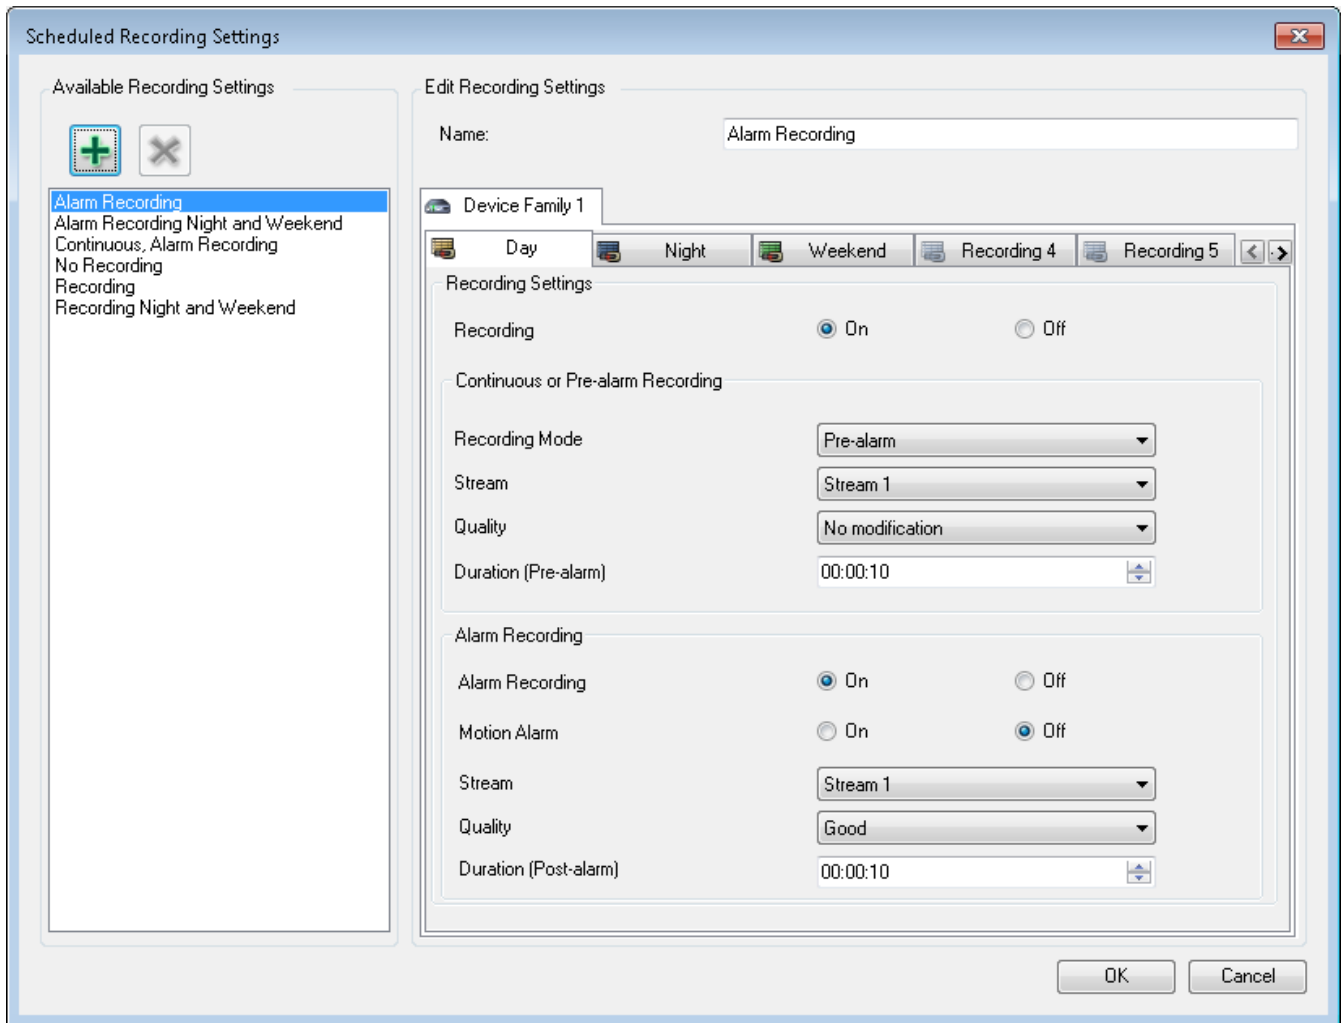 Scheduled Recording Settings
Available Recording Settings
Alarm Recording
Alarm Recording Night and Weekend
Continuous, Alarm Recording
No Recording
Recording
Recording Night and Weekend
Edit Recording Settings
Name: Alarm Recording
Device Family 1
Day Night Weekend Recording 4 Recording 5
Recording Settings
Recording On Off
Continuous or Pre-alarm Recording
Recording Mode Pre-alarm
Stream Stream 1
Quality No modification
Duration (Pre-alarm) 00:00:10
Alarm Recording
Alarm Recording On Off
Motion Alarm On Off
Stream Stream 1
Quality Good
Duration (Post-alarm) 00:00:10
OK Cancel